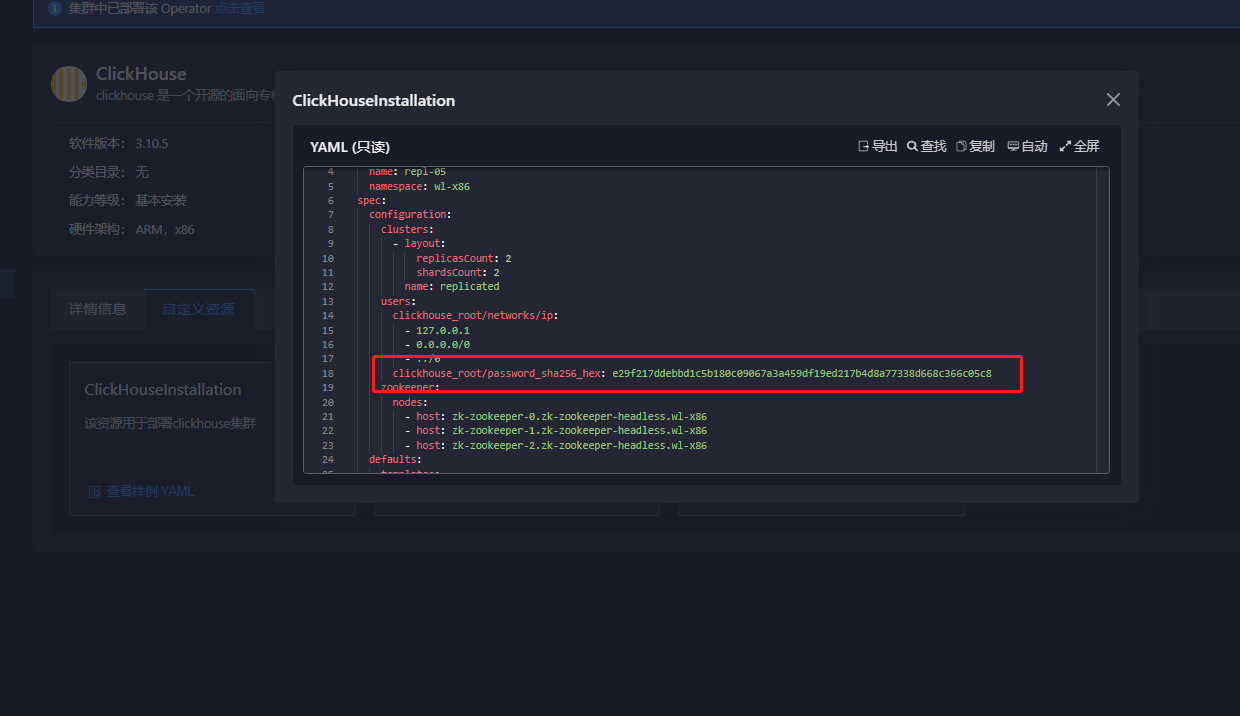 集群中已部署该 Operator 点击查看
ClickHouse
clickhouse 是一个开源的面向专栏
软件版本： 3.10.5
分类目录： 无
能力等级： 基本安装
硬件架构： ARM，x86
详情信息 自定义资源
ClickHouseInstallation
该资源用于部署clickhouse集群
查看样例 YAML
ClickHouseInstallation
YAML (只读) 导出 查找 复制 自动 全屏
4 name: repl-05
5 namespace: wl-x86
6 spec:
7 configuration:
8 clusters:
9 - layout:
10 replicasCount: 2
11 shardsCount: 2
12 name: replicated
13 users:
14 clickhouse_root/networks/ip:
15 - 127.0.0.1
16 - 0.0.0.0/0
17 - ::/0
18 clickhouse_root/password_sha256_hex: e29f217ddebbd1c5b180c09067a3a459df19ed217b4d8a77338d668c366c05c8
19 zookeeper:
20 nodes:
21 - host: zk-zookeeper-0.zk-zookeeper-headless.wl-x86
22 - host: zk-zookeeper-1.zk-zookeeper-headless.wl-x86
23 - host: zk-zookeeper-2.zk-zookeeper-headless.wl-x86
24 defaults:
25 templates: